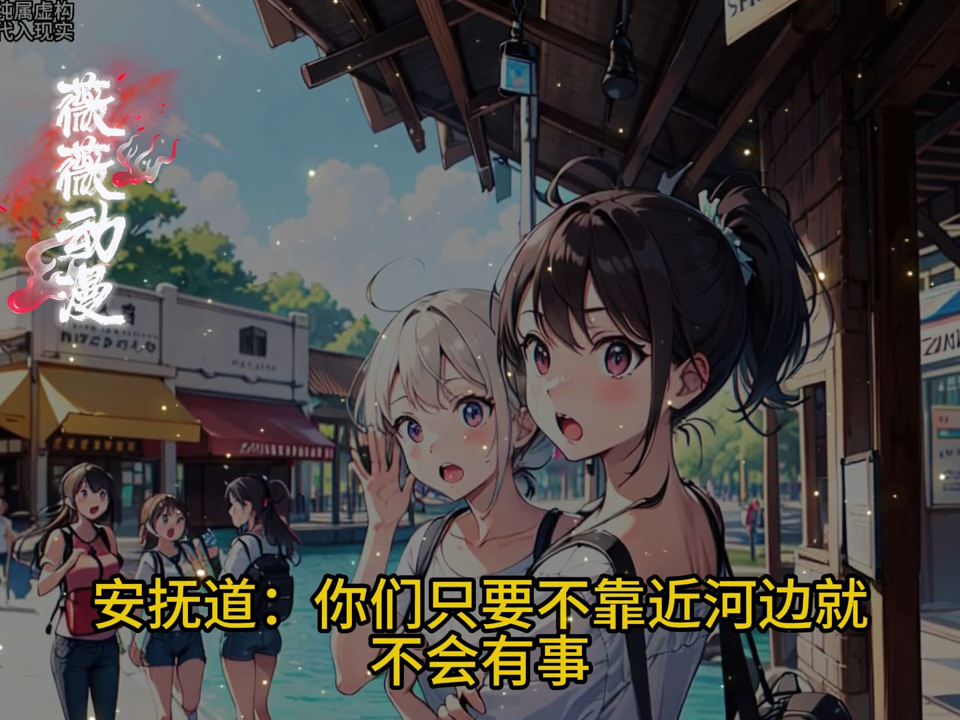 纯属虚构
代入现实
薇薇动漫
安抚道：你们只要不靠近河边就
不会有事